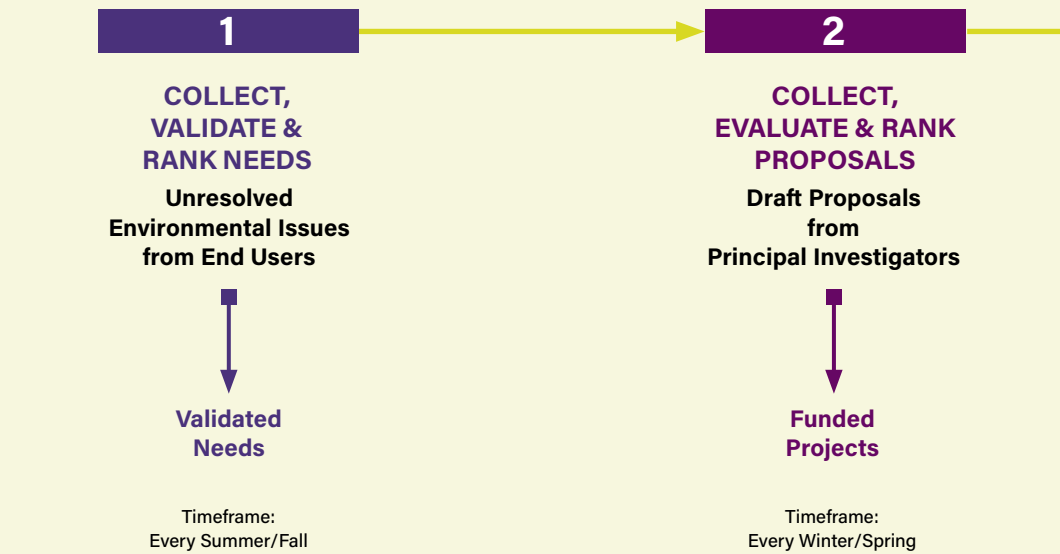 1
COLLECT,
VALIDATE &
RANK NEEDS
Unresolved
Environmental Issues
from End Users
Validated
Needs
Timeframe:
Every Summer/Fall
2
COLLECT,
EVALUATE & RANK
PROPOSALS
Draft Proposals
from
Principal Investigators
Funded
Projects
Timeframe:
Every Winter/Spring